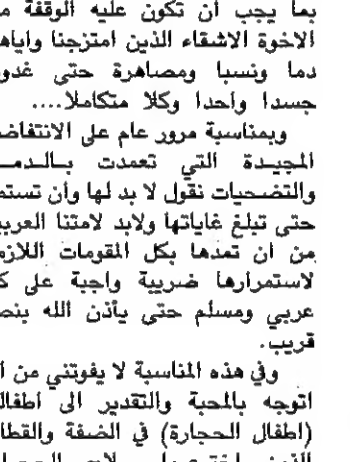 بما يجب ان تكون عليه الوقفة
الاخوة الاشقاء الذين امتزجنا واياه
دما ونسبا ومصاهرة حتى غدو
جسدا واحدا وكلا متكاملا....
وبمناسبة مرور عام على الانتفاض
المجيدة التي تعمدت بالدم
والتضحيات نقول لا بد لها وأن تستم
حتى تبلغ غاياتها ولابد لامتنا العربي
من ان تمدها بكل المقومات اللازم
لاستمرارها ضريبة واجبة على ك
عربي ومسلم حتى يأذن الله بنص
قريب.
وفي هذه المناسبة لا يفوتني من ا
اتوجه بالمحبة والتقدير الى اطفال
(اطفال الحجارة) في الضفة والقطا